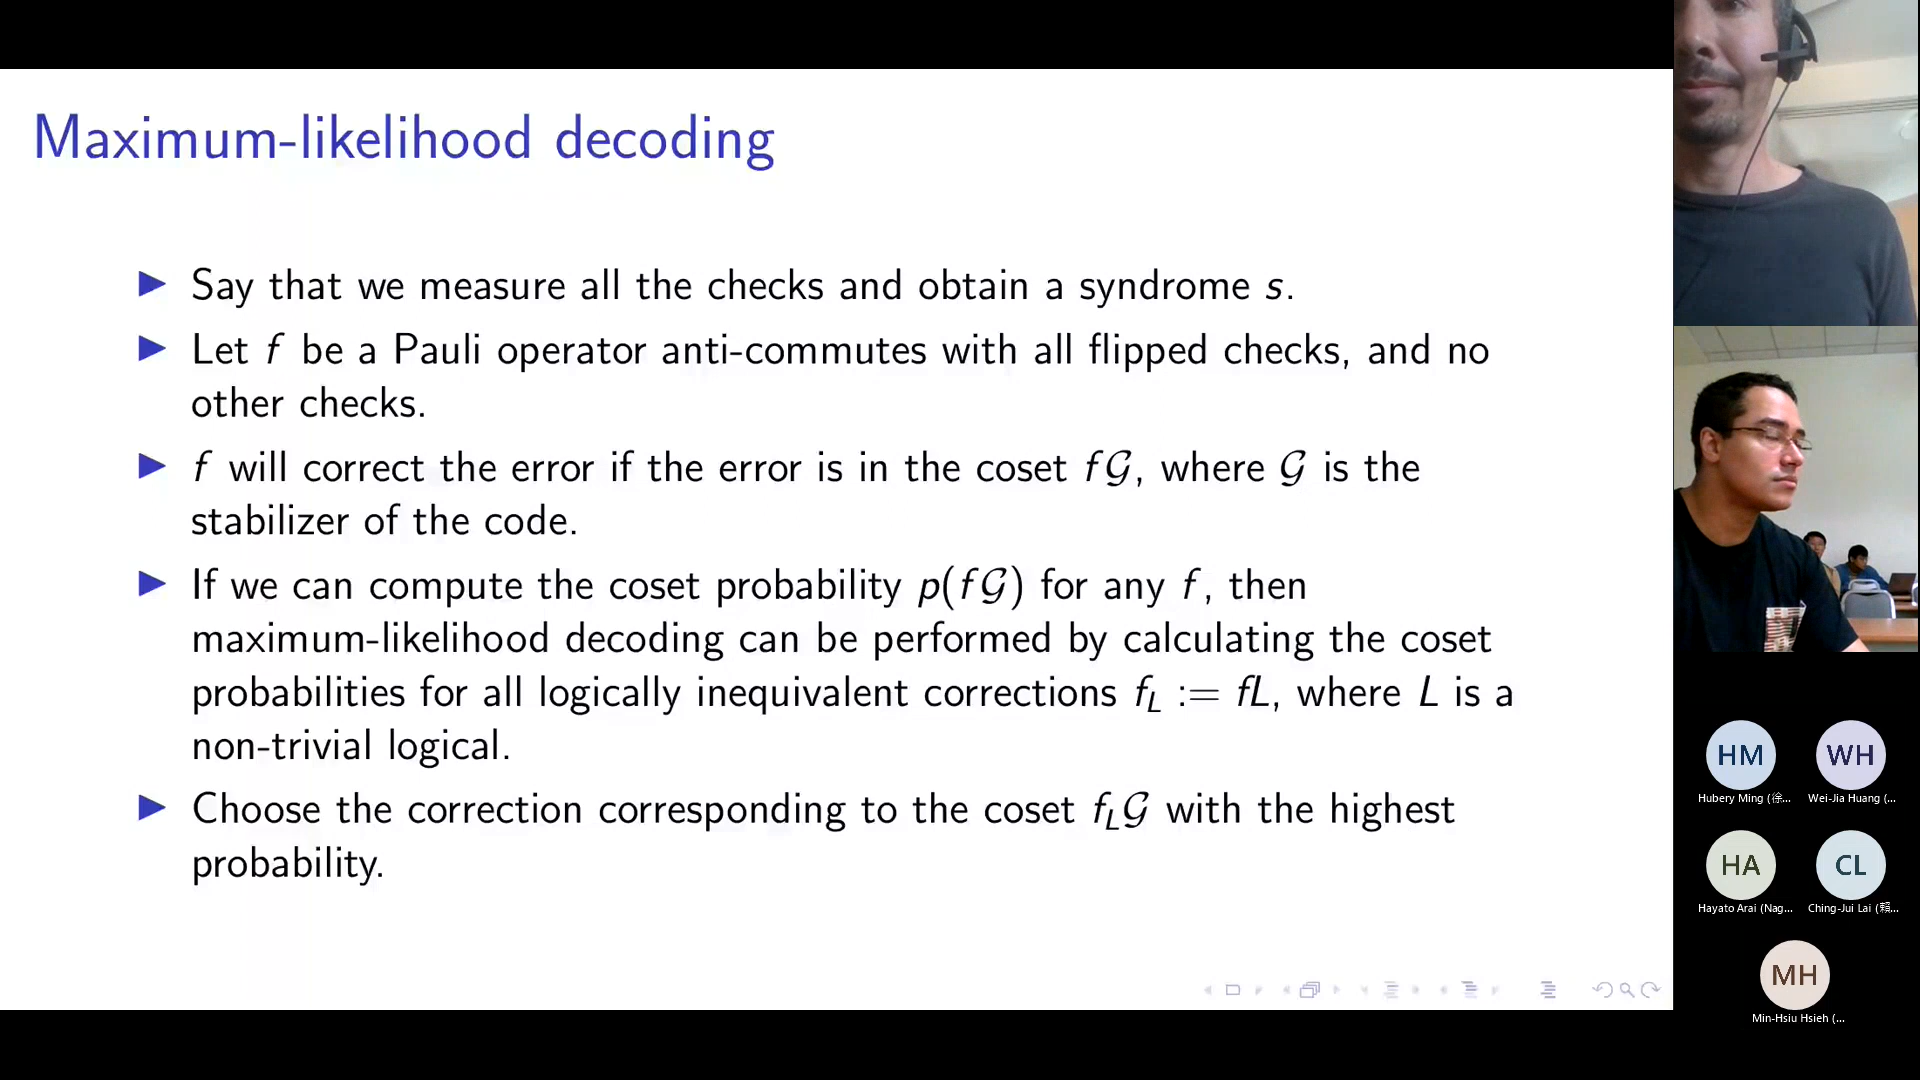 Maximum-likelihood decoding
Say that we measure all the checks and obtain a syndrome s.
Let f be a Pauli operator anti-commutes with all flipped checks, and no
other checks.
f will correct the error if the error is in the coset f𝒢, where 𝒢 is the
stabilizer of the code.
If we can compute the coset probability p(f𝒢) for any f, then
maximum-likelihood decoding can be performed by calculating the coset
probabilities for all logically inequivalent corrections f_L := fL, where L is a
non-trivial logical.
Choose the correction corresponding to the coset f_L𝒢 with the highest
probability.
HM
Hubery Ming (徐...
WH
Wei-Jia Huang (...
HA
Hayato Arai (Nag...
CL
Ching-Jui Lai (賴...
MH
Min-Hsiu Hsieh (...